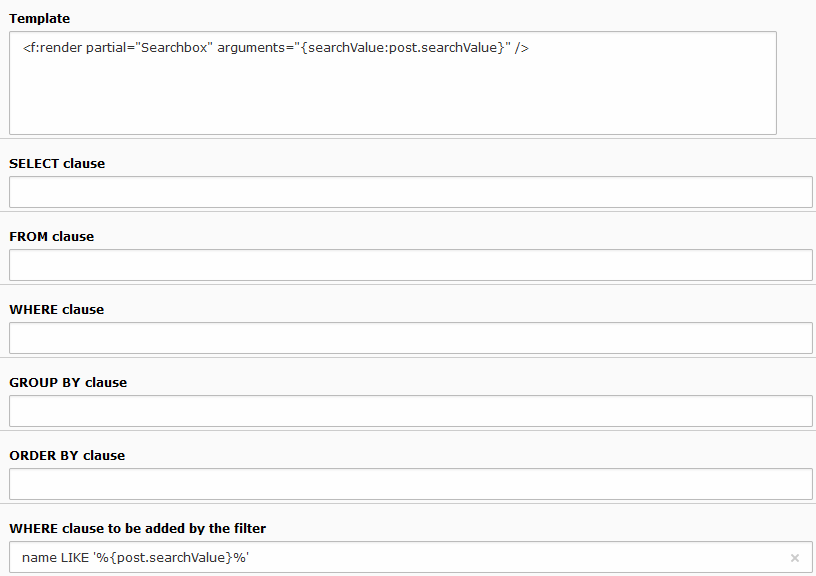 Template
<f:render partial="Searchbox" arguments="{searchValue:post.searchValue}" />
SELECT clause
FROM clause
WHERE clause
GROUP BY clause
ORDER BY clause
WHERE clause to be added by the filter
name LIKE '%{post.searchValue}%'